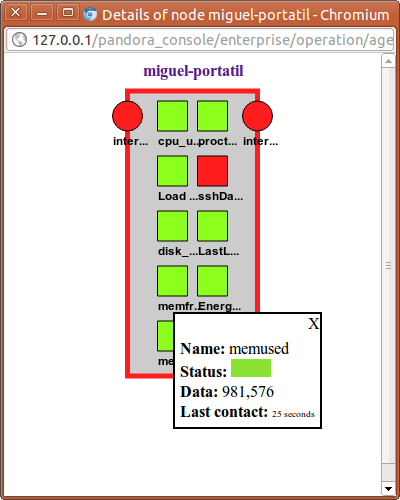 Details of node miguel-portatil - Chromium
127.0.0.1/pandora_console/enterprise/operation/age
miguel-portatil
inter... cpu_u... proct... inter...
Load ... sshDa...
disk_... LastL...
memfr... Energ...
me
X
Name: memused
Status:
Data: 981,576
Last contact: 25 seconds